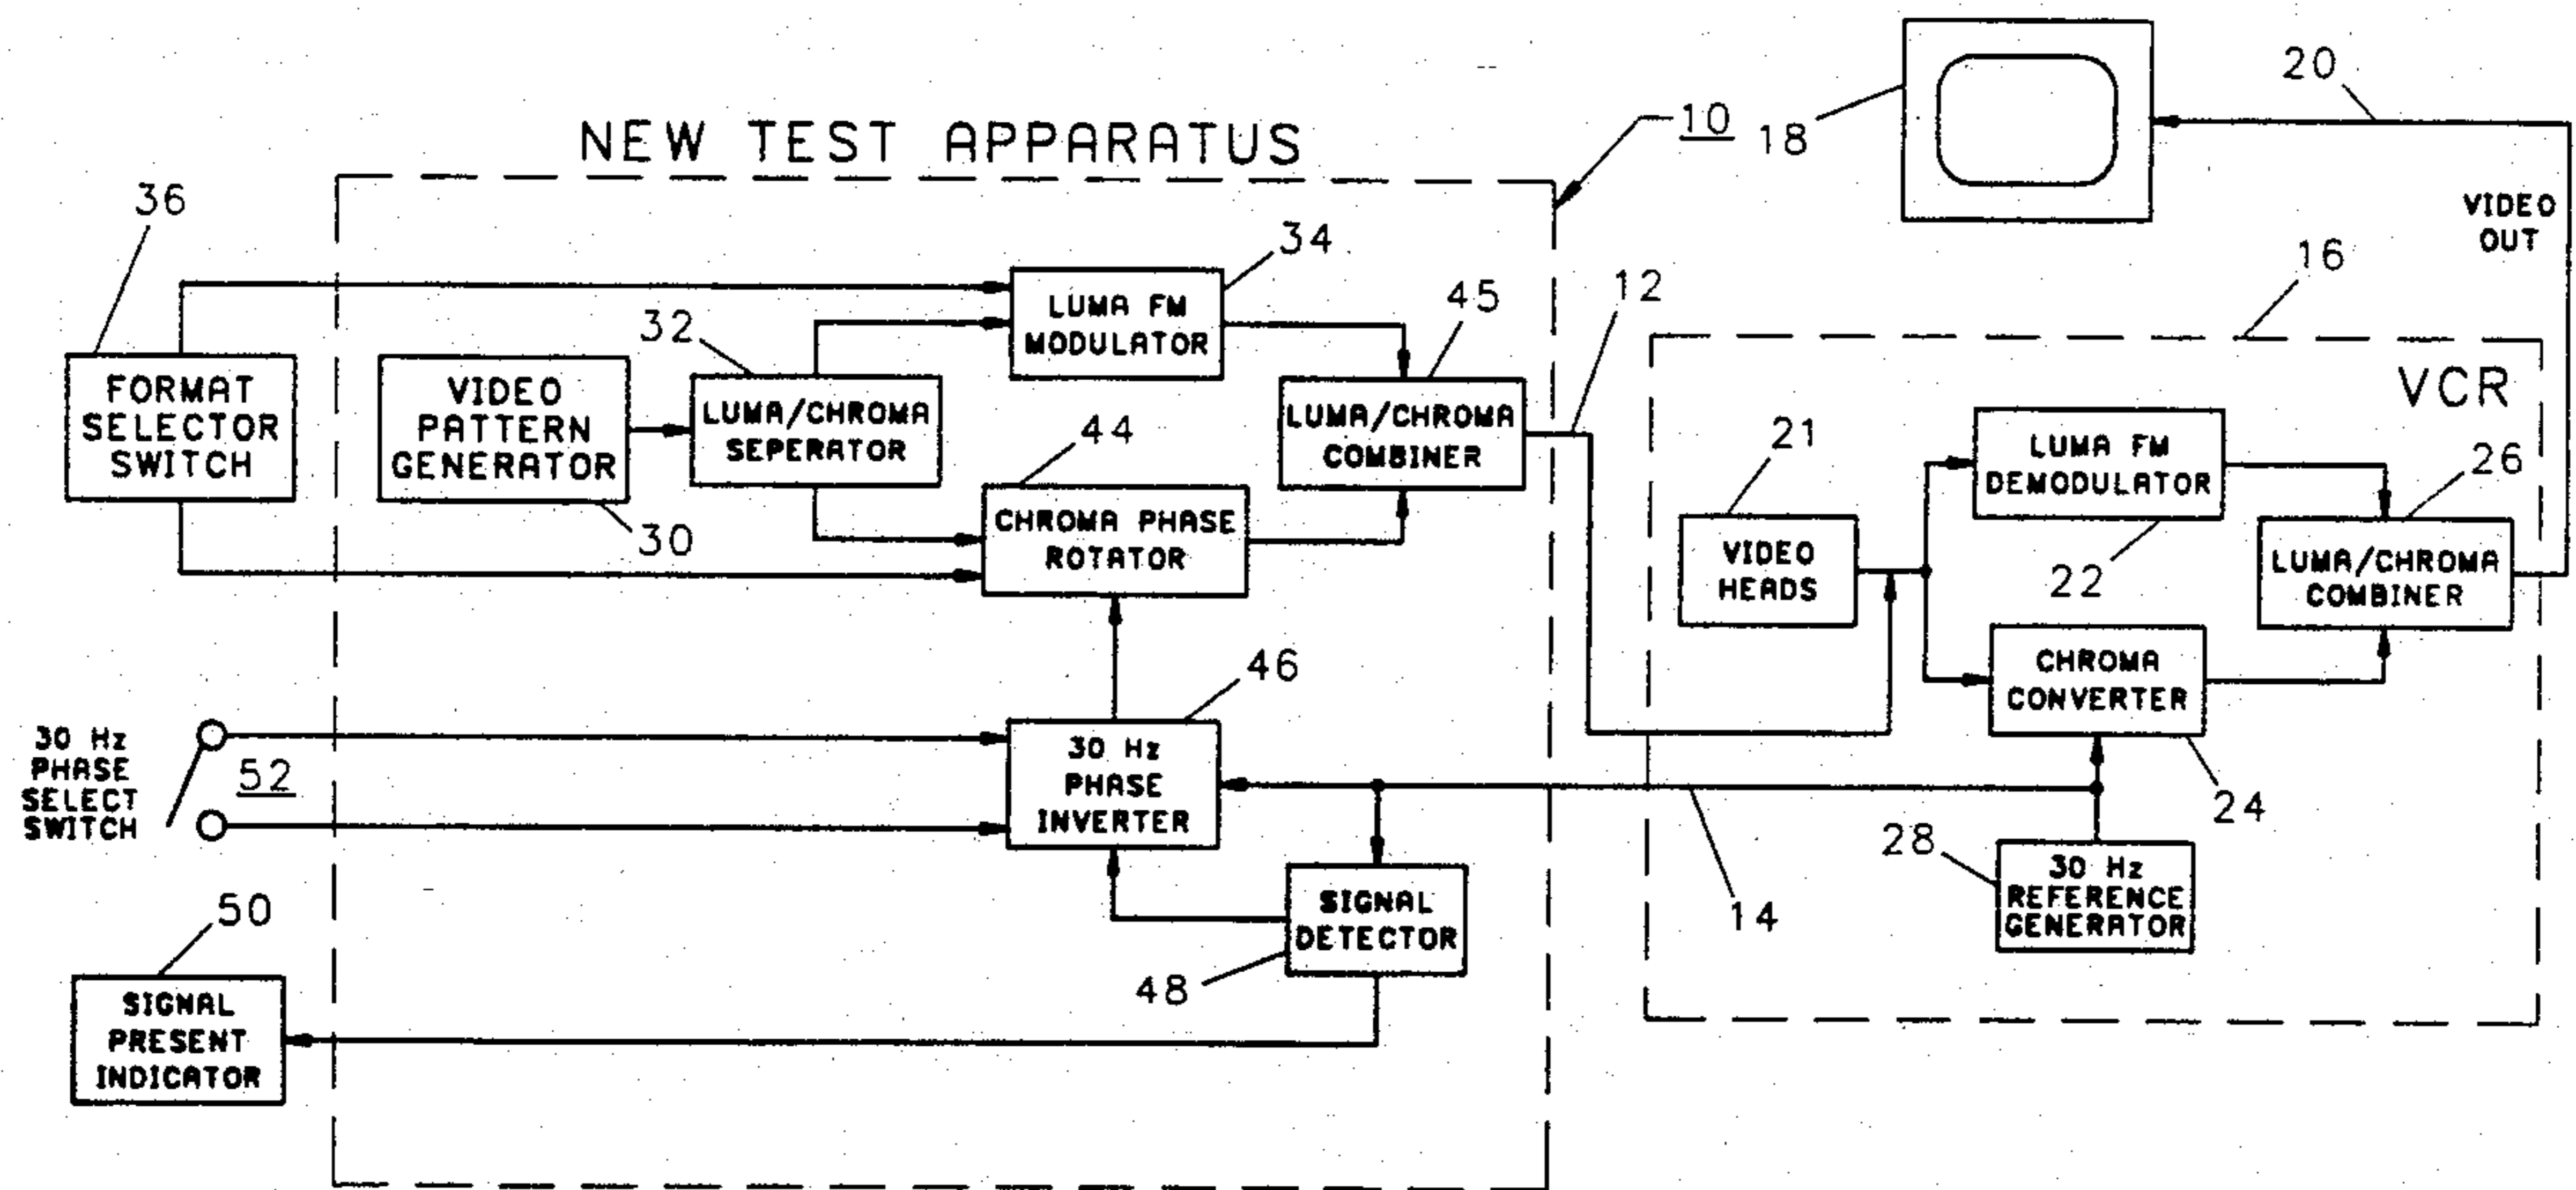 NEW TEST APPARATUS
10
18
20
VIDEO
OUT
36
34
45
12
16
32
LUMA FM
MODULATOR
FORMAT
SELECTOR
SWITCH
VIDEO
PATTERN
GENERATOR
30
LUMA/CHROMA
SEPERATOR
44
CHROMA PHASE
ROTATOR
LUMA/CHROMA
COMBINER
VCR
21
VIDEO
HEADS
LUMA FM
DEMODULATOR
22
26
LUMA/CHROMA
COMBINER
CHROMA
CONVERTER
24
46
30 Hz
PHASE
SELECT
SWITCH
52
30 Hz
PHASE
INVERTER
14
28
30 Hz
REFERENCE
GENERATOR
SIGNAL
DETECTOR
48
50
SIGNAL
PRESENT
INDICATOR